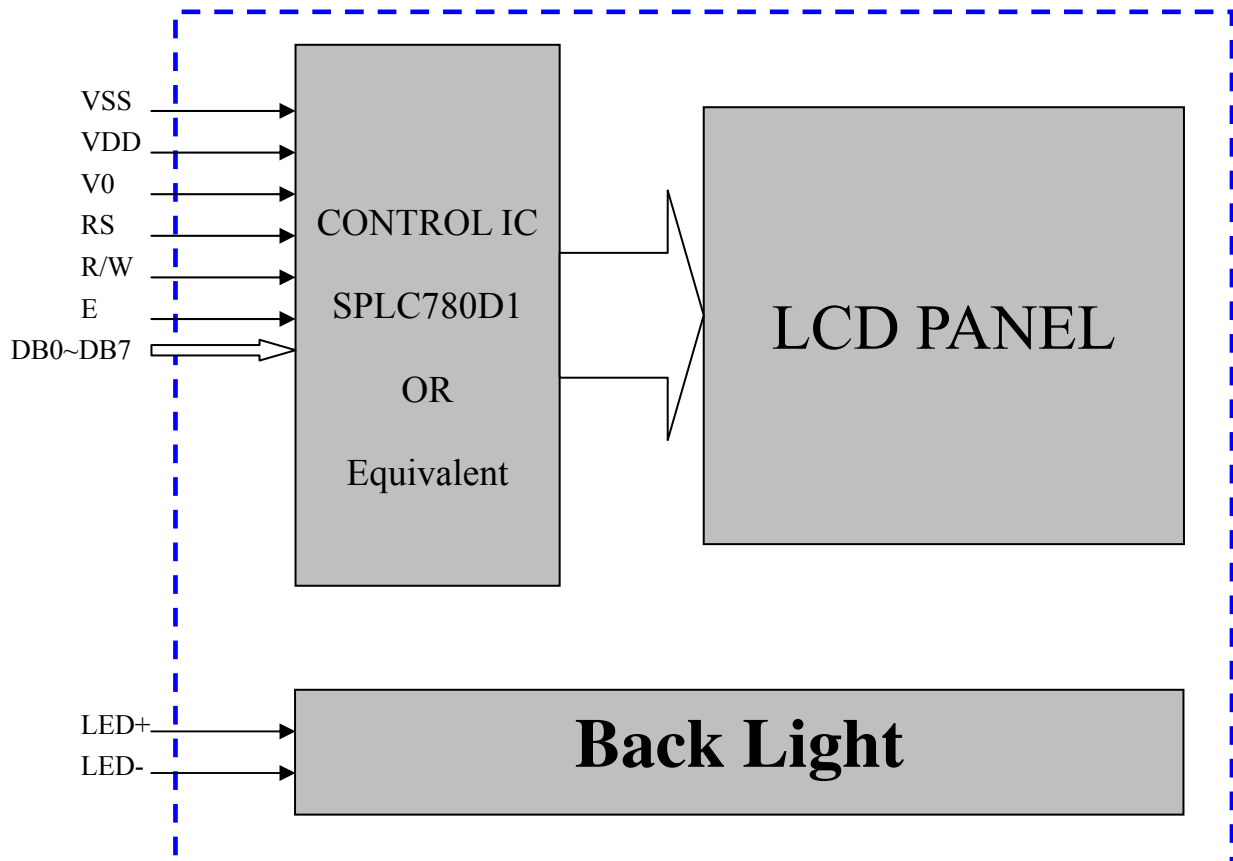 VSS
VDD
V0
RS
R/W
E
DB0~DB7
CONTROL IC
SPLC780D1
OR
Equivalent
LCD PANEL
LED+
LED-
Back Light